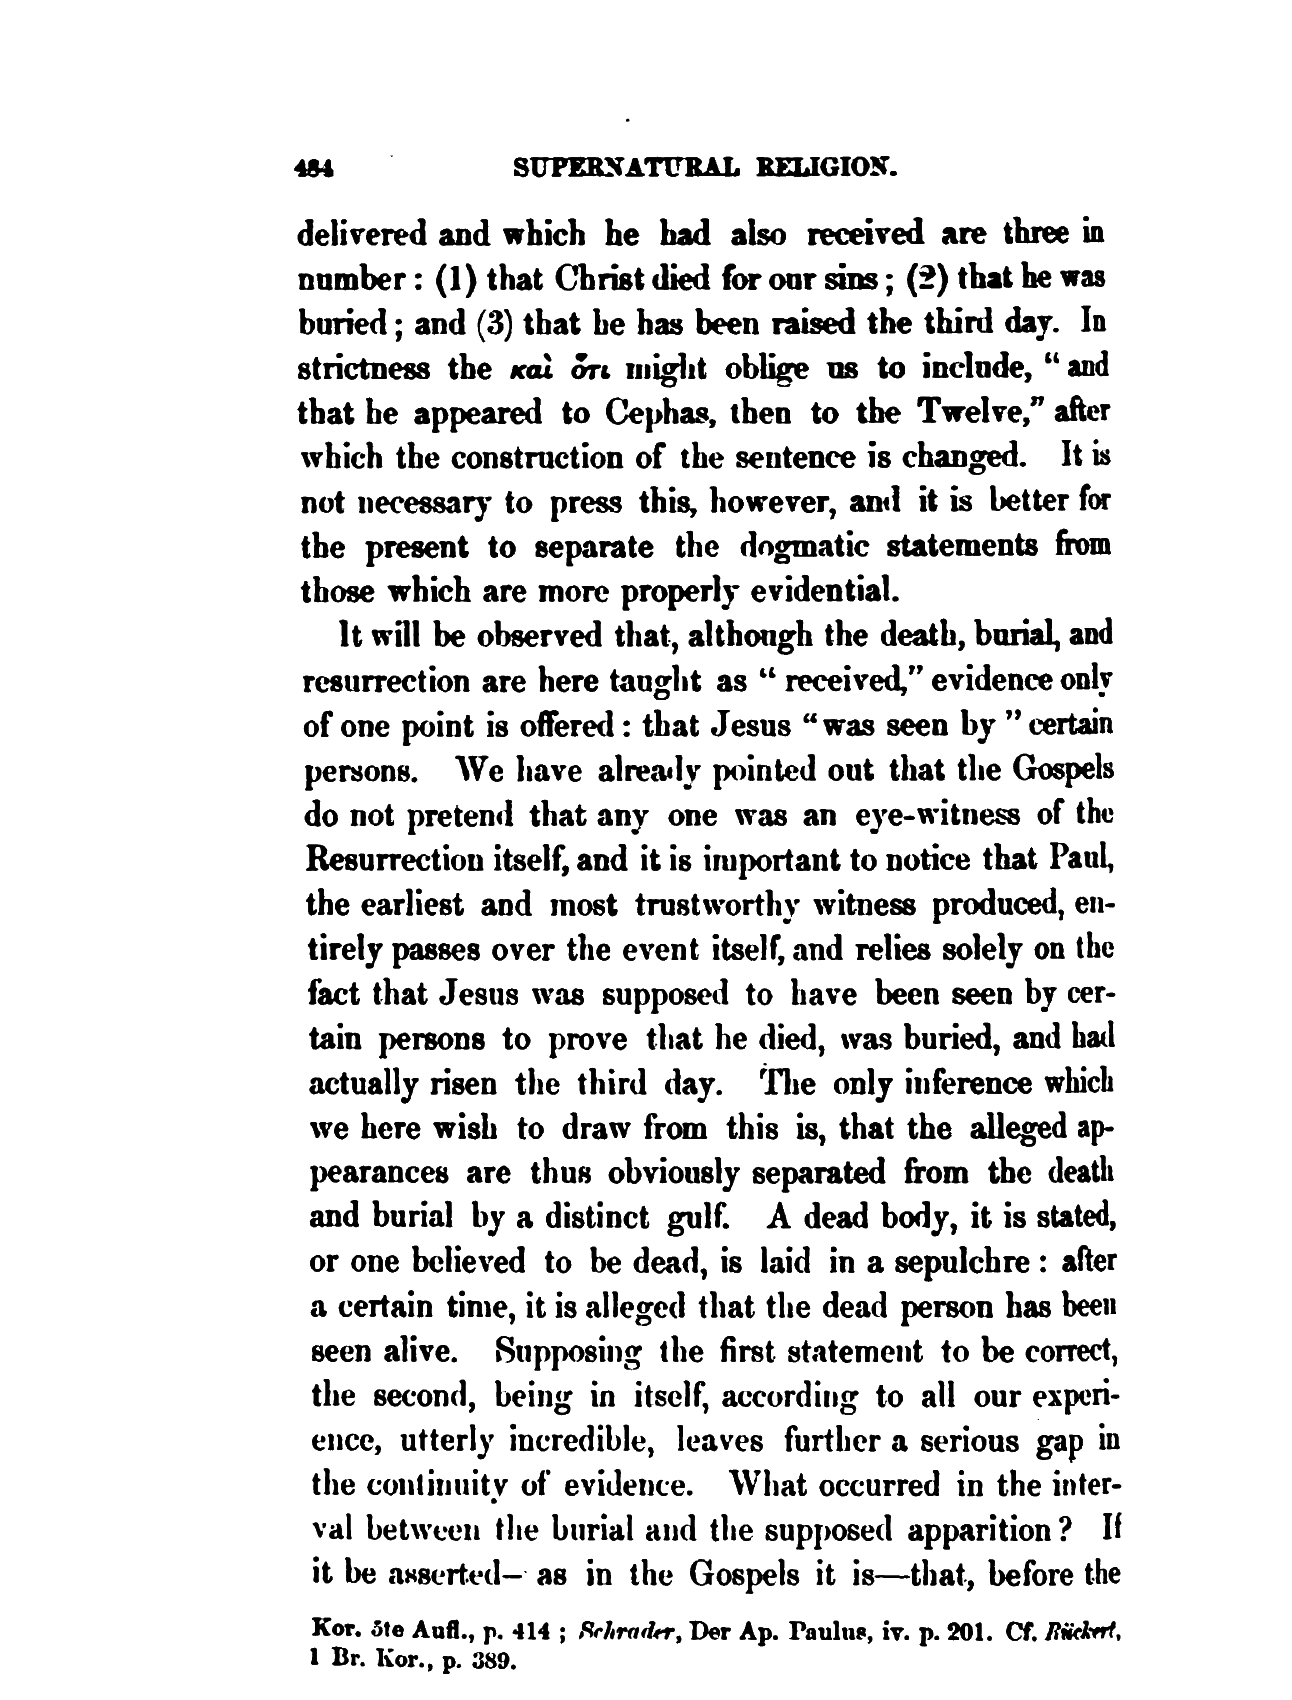 484 SUPERNATURAL RELIGION.
delivered and which he had also received are three in
number : (1) that Christ died for our sins ; (2) that he was
buried ; and (3) that he has been raised the third day. In
strictness the καὶ ὅτι might oblige us to include, “ and
that he appeared to Cephas, then to the Twelve,” after
which the construction of the sentence is changed. It is
not necessary to press this, however, and it is better for
the present to separate the dogmatic statements from
those which are more properly evidential.
It will be observed that, although the death, burial, and
resurrection are here taught as “ received,” evidence only
of one point is offered : that Jesus “ was seen by ” certain
persons. We have already pointed out that the Gospels
do not pretend that any one was an eye-witness of the
Resurrection itself, and it is important to notice that Paul,
the earliest and most trustworthy witness produced, en-
tirely passes over the event itself, and relies solely on the
fact that Jesus was supposed to have been seen by cer-
tain persons to prove that he died, was buried, and had
actually risen the third day. The only inference which
we here wish to draw from this is, that the alleged ap-
pearances are thus obviously separated from the death
and burial by a distinct gulf. A dead body, it is stated,
or one believed to be dead, is laid in a sepulchre : after
a certain time, it is alleged that the dead person has been
seen alive. Supposing the first statement to be correct,
the second, being in itself, according to all our experi-
ence, utterly incredible, leaves further a serious gap in
the continuity of evidence. What occurred in the inter-
val between the burial and the supposed apparition ? If
it be asserted—as in the Gospels it is—that, before the
Kor. 5te Aufl., p. 414 ; Schrader, Der Ap. Paulus, iv. p. 201. Cf. Rückert,
1 Br. Kor., p. 389.